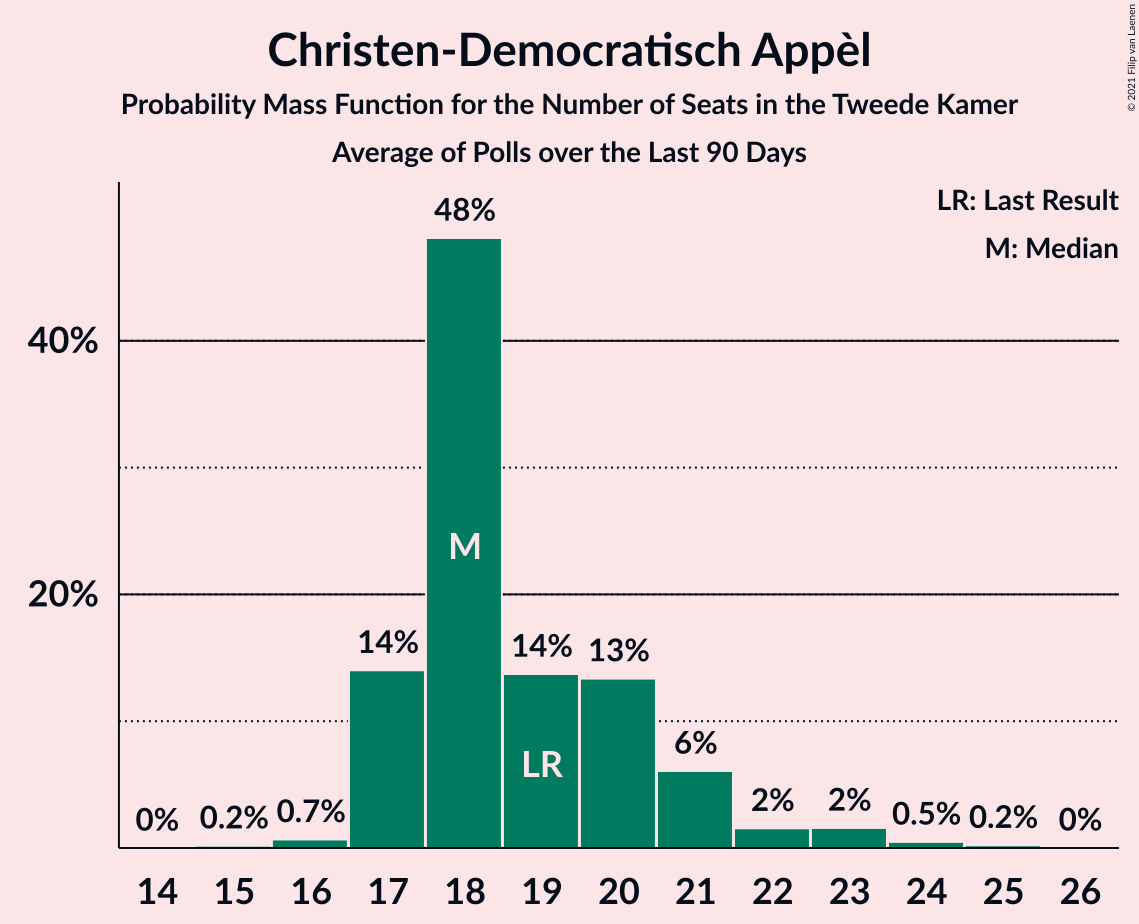 Christen-Democratisch Appèl
Probability Mass Function for the Number of Seats in the Tweede Kamer
Average of Polls over the Last 90 Days
© 2021 Filip van Laenen
LR: Last Result
M: Median
40%
20%
0%
0.2%
0.7%
14%
48%
14%
13%
6%
2%
2%
0.5%
0.2%
0%
M
LR
14 15 16 17 18 19 20 21 22 23 24 25 26